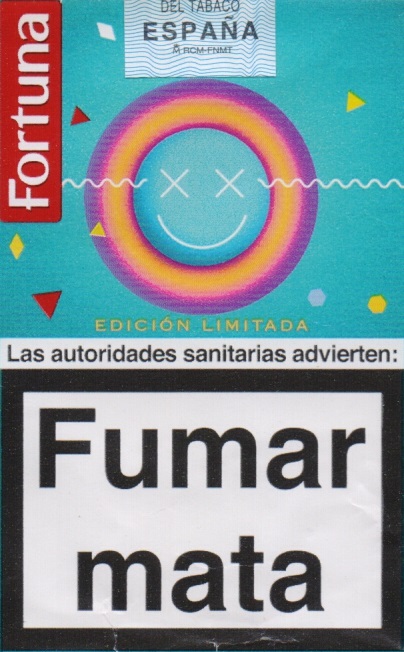 DEL TABACO
ESPAÑA
RCM-FNMT
Fortuna
EDICIÓN LIMITADA
Las autoridades sanitarias advierten:
Fumar
mata